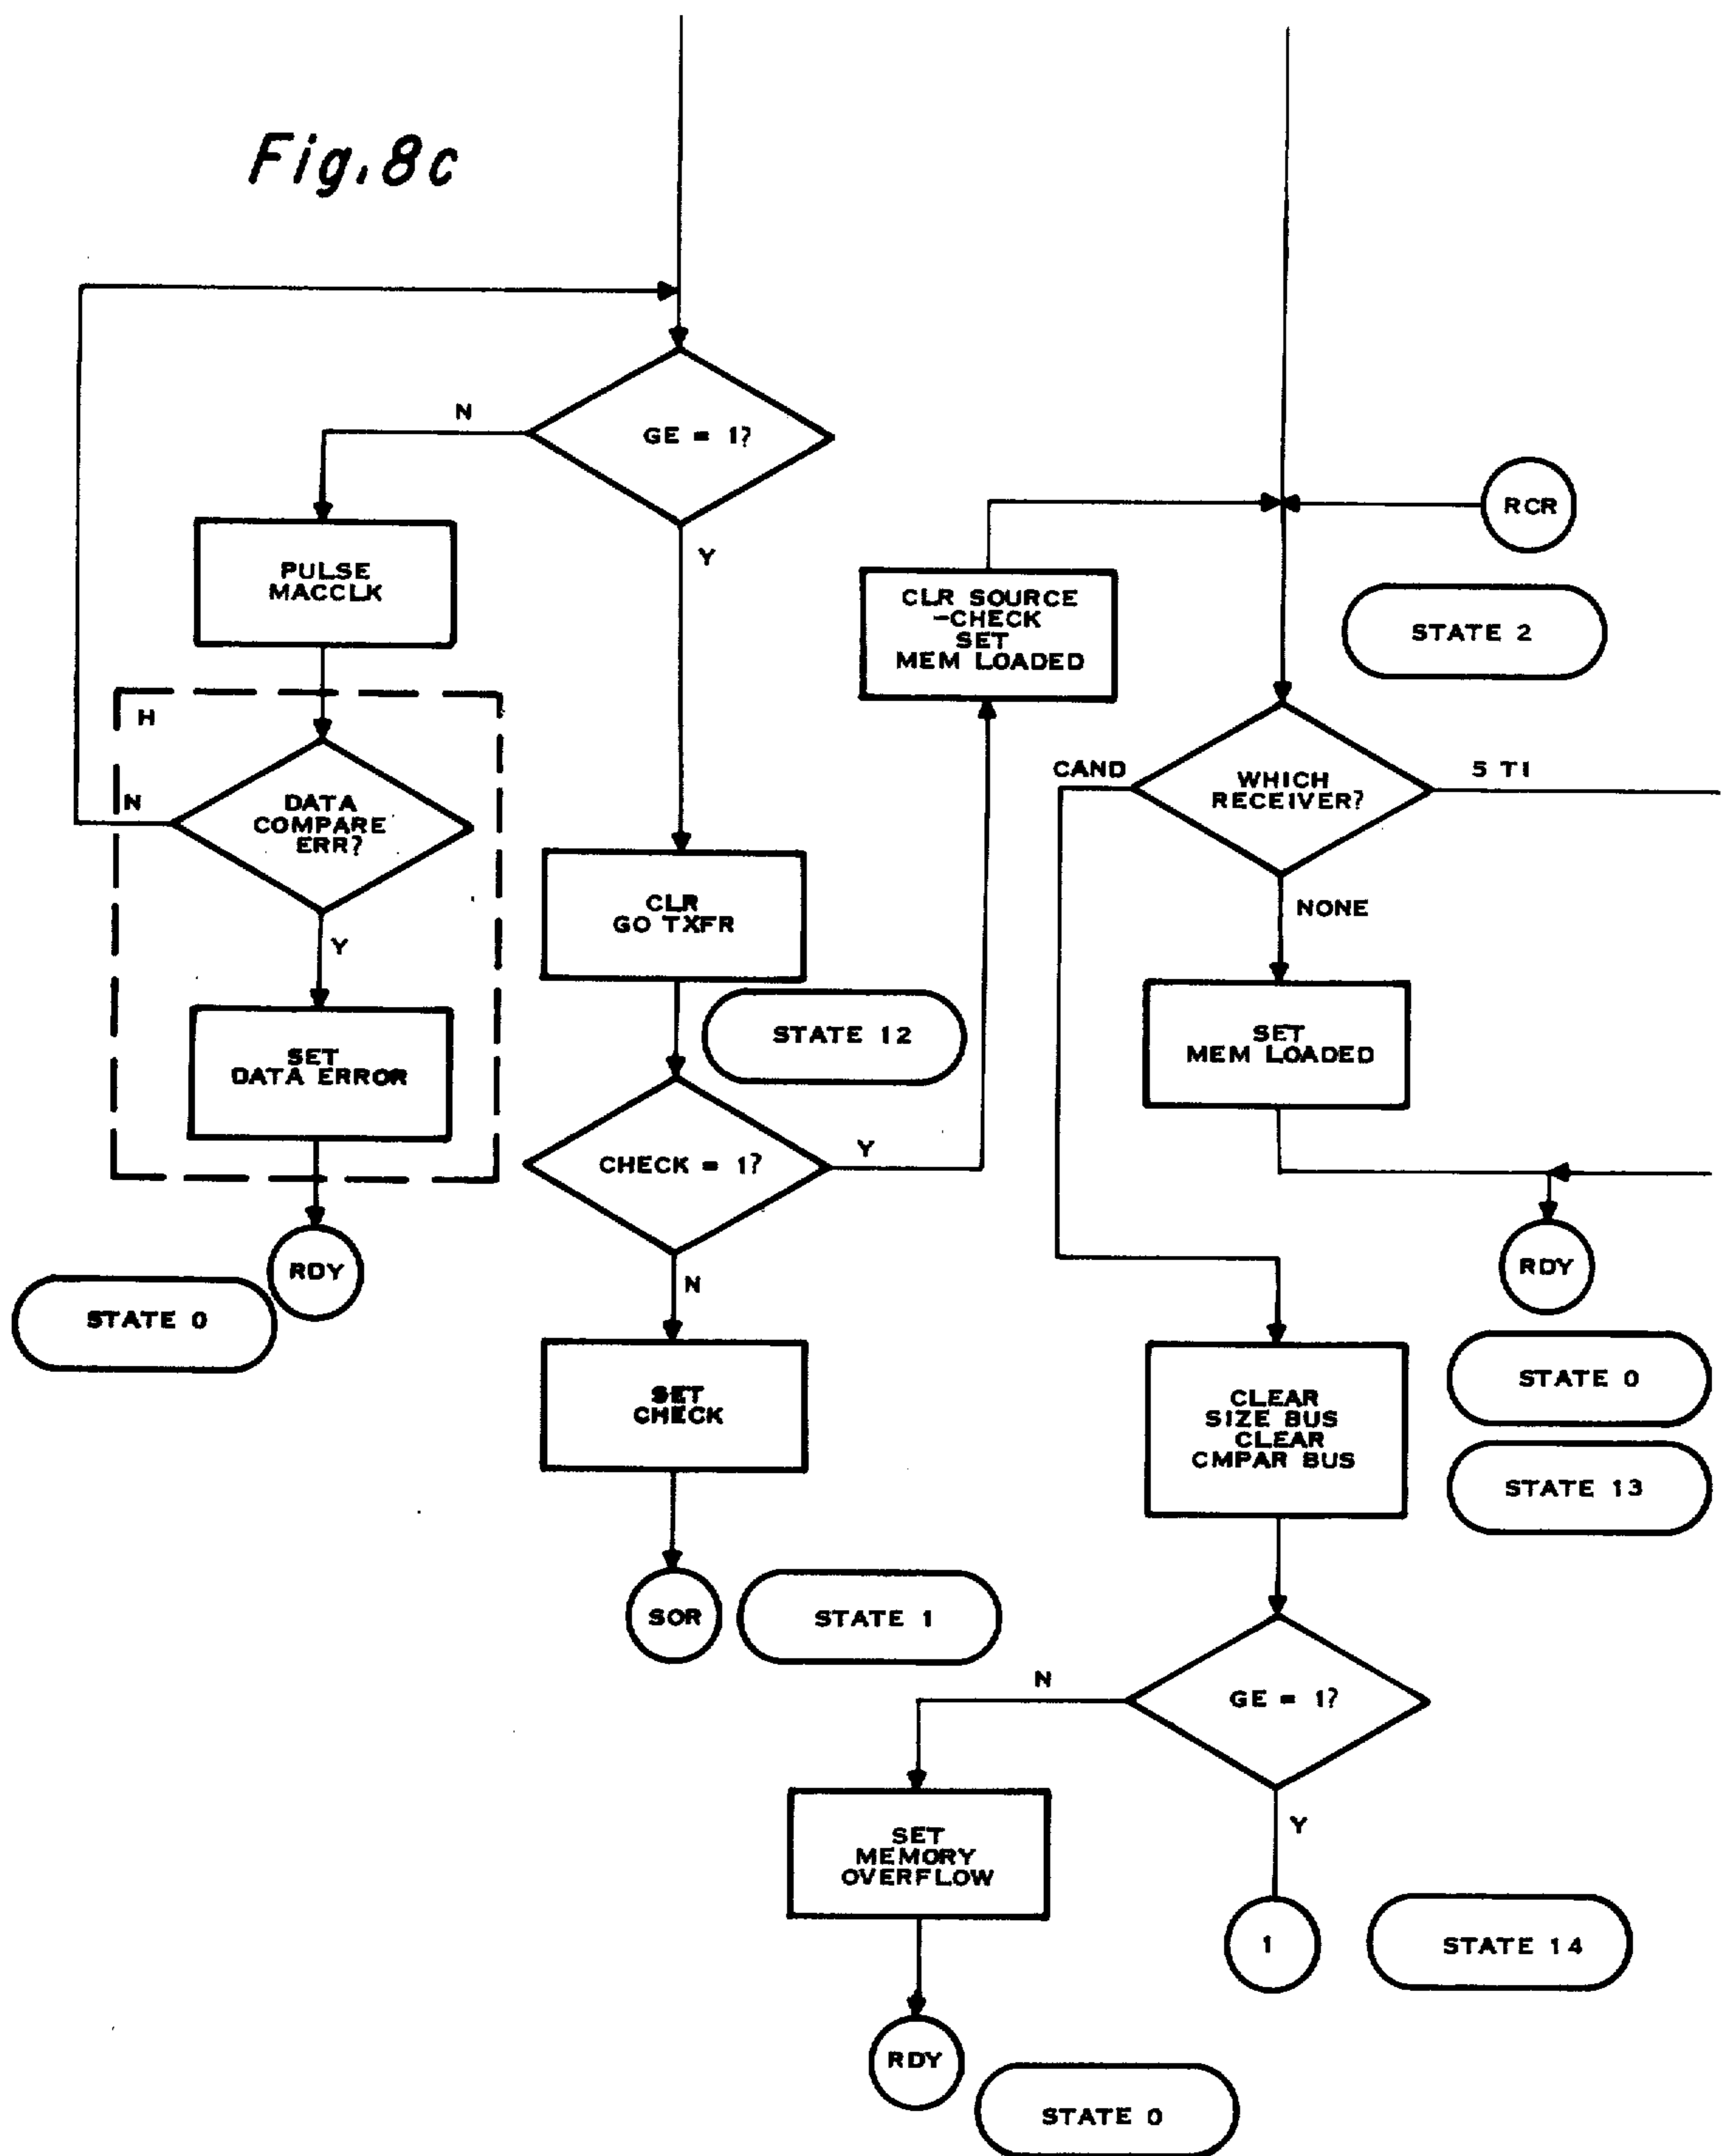 Fig. 8c
GE = 1?
N
Y
PULSE
MACCLK
H
DATA
COMPARE
ERR?
N
Y
SET
DATA ERROR
RDY
STATE 0
CLR
GO TXFR
STATE 12
CHECK = 1?
Y
N
SET
CHECK
SOR
STATE 1
CLR SOURCE
-CHECK
SET
MEM LOADED
RCR
STATE 2
WHICH
RECEIVER?
CAND
5 TI
NONE
SET
MEM LOADED
RDY
STATE 0
STATE 13
CLEAR
SIZE BUS
CLEAR
CMPAR BUS
GE = 1?
N
Y
SET
MEMORY
OVERFLOW
RDY
STATE 0
1
STATE 14